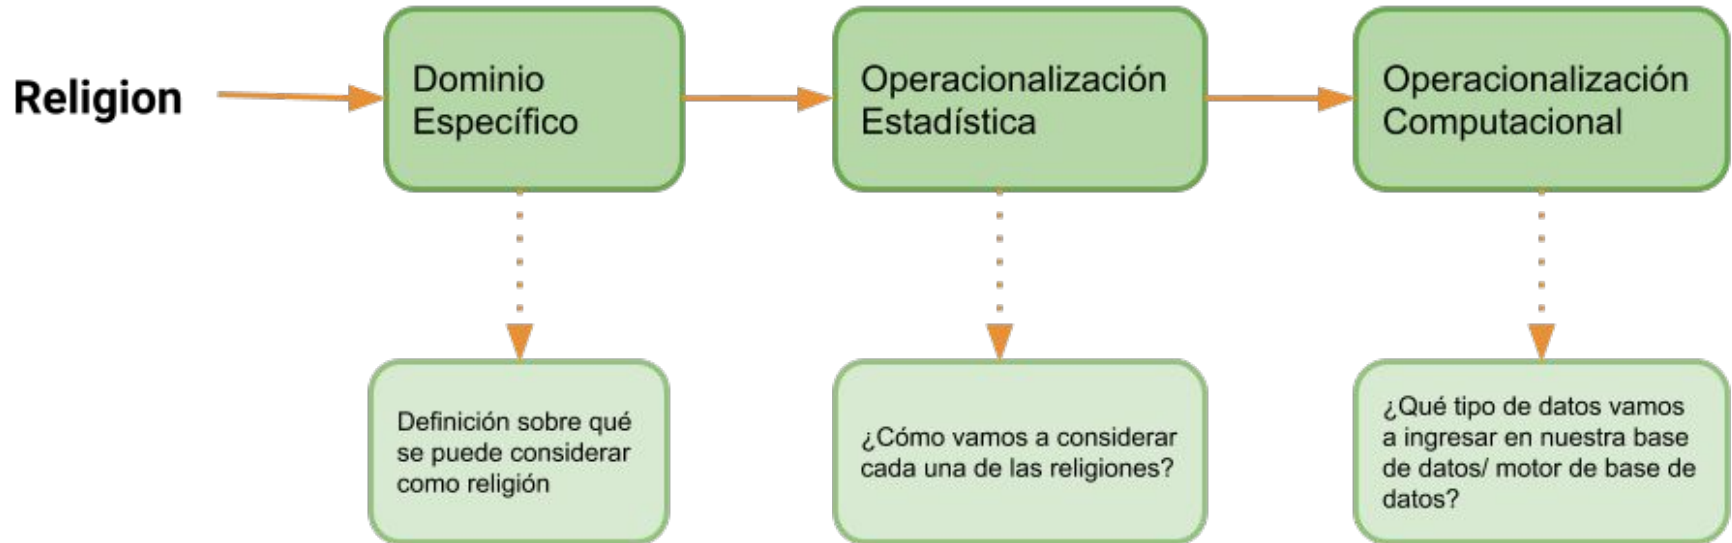 Religion
Dominio
Específico
Operacionalización
Estadística
Operacionalización
Computacional
Definición sobre qué
se puede considerar
como religión
¿Cómo vamos a considerar
cada una de las religiones?
¿Qué tipo de datos vamos
a ingresar en nuestra base
de datos/ motor de base de
datos?